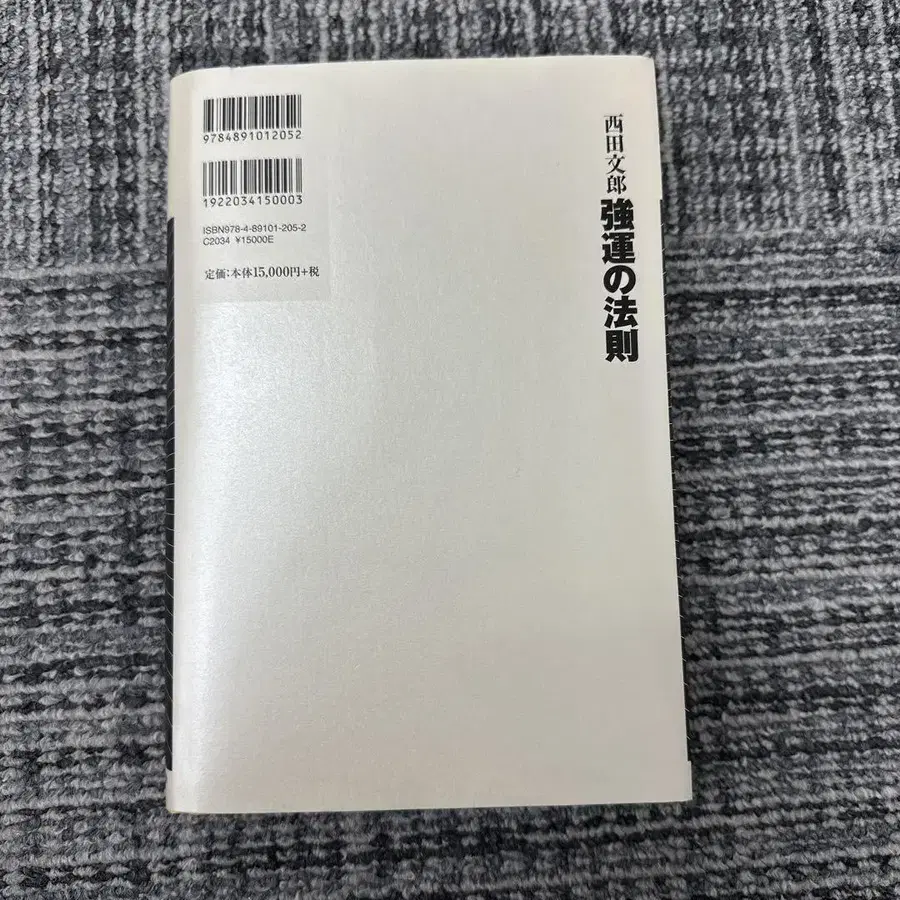 9784891012052
1922034150003
ISBN978-4-89101-205-2
C2034 ¥15000E
定価:本体15,000円+税
西田文郎
強運の法則